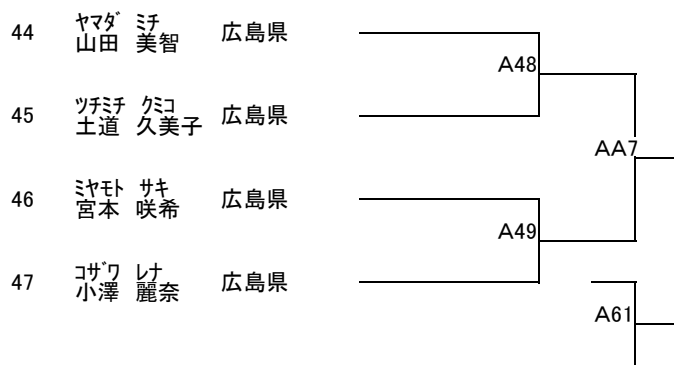 ヤマダ ミチ
44 山田 美智 広島県
A48
ツチミチ クミコ
45 土道 久美子 広島県
AA7
ミヤモト サキ
46 宮本 咲希 広島県
A49
コザワ レナ
47 小澤 麗奈 広島県
A61